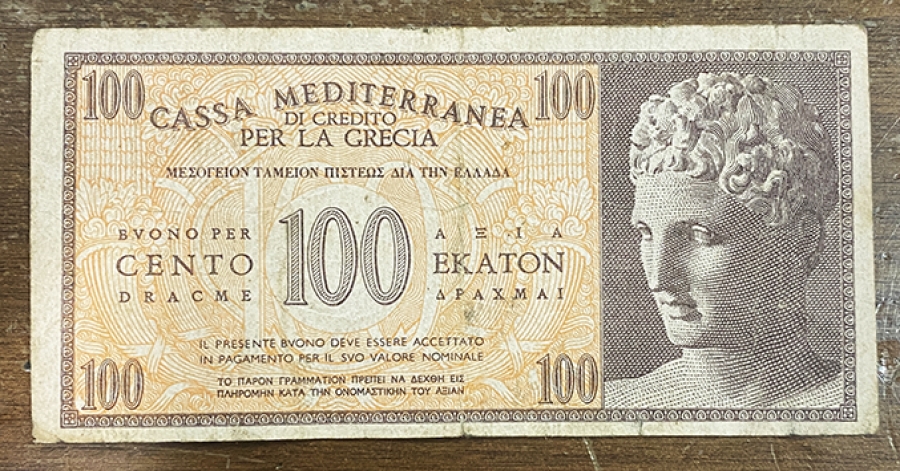 100 CASSA MEDITERRANEA 100
DI CREDITO
PER LA GRECIA
ΜΕΣΟΓΕΙΟΝ ΤΑΜΕΙΟΝ ΠΙΣΤΕΩΣ ΔΙΑ ΤΗΝ ΕΛΛΑΔΑ
BVONO PER 100 ΑΞΙΑ
CENTO ΕΚΑΤΟΝ
DRACME ΔΡΑΧΜΑΙ
IL PRESENTE BVONO DEVE ESSERE ACCETTATO
IN PAGAMENTO PER IL SVO VALORE NOMINALE
100 ΤΟ ΠΑΡΟΝ ΓΡΑΜΜΑΤΙΟΝ ΠΡΕΠΕΙ ΝΑ ΔΕΧΘΗ ΕΙΣ 100
ΠΛΗΡΟΜΗΝ ΚΑΤΑ ΤΗΝ ΟΝΟΜΑΣΤΙΚΗΝ ΤΟΥ ΑΞΙΑΝ